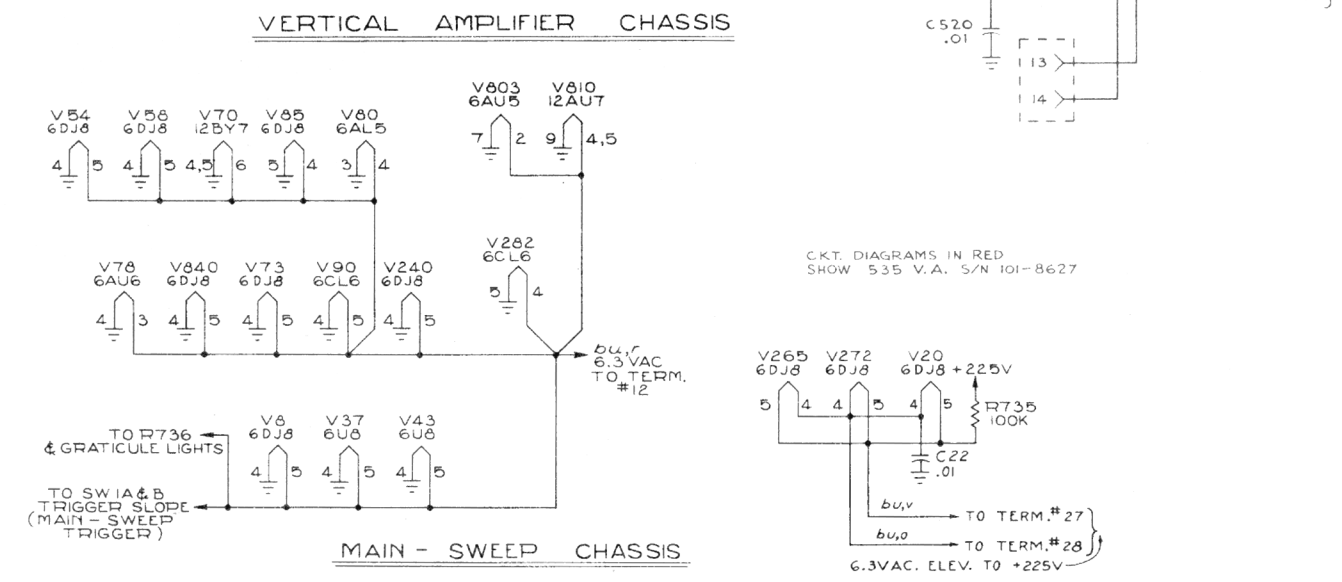 VERTICAL AMPLIFIER CHASSIS
C520
.01
13
14
V803 V810
6AU5 12AU7
7 2 9 4,5
V54 V58 V70 V85 V80
6DJ8 6DJ8 12BY7 6DJ8 6AL5
4 5 4 5 4,5 6 5 4 3 4
V282
6CL6
5 4
CKT. DIAGRAMS IN RED
SHOW 535 V.A. S/N 101-8627
V78 V840 V73 V90 V240
6AU6 6DJ8 6DJ8 6CL6 6DJ8
4 3 4 5 4 5 4 5 4 5
bu,r
6.3VAC
TO TERM.
#12
V265 V272 V20
6DJ8 6DJ8 6DJ8 +225V
5 4 4 5 4 5
R735
100K
C22
.01
V8 V37 V43
6DJ8 6U8 6U8
4 5 4 5 4 5
TO R736
& GRATICULE LIGHTS
TO SW 1A & B
TRIGGER SLOPE
(MAIN-SWEEP
TRIGGER)
bu,v TO TERM. #27
bu,o TO TERM. #28
6.3VAC. ELEV. TO +225V
MAIN - SWEEP CHASSIS